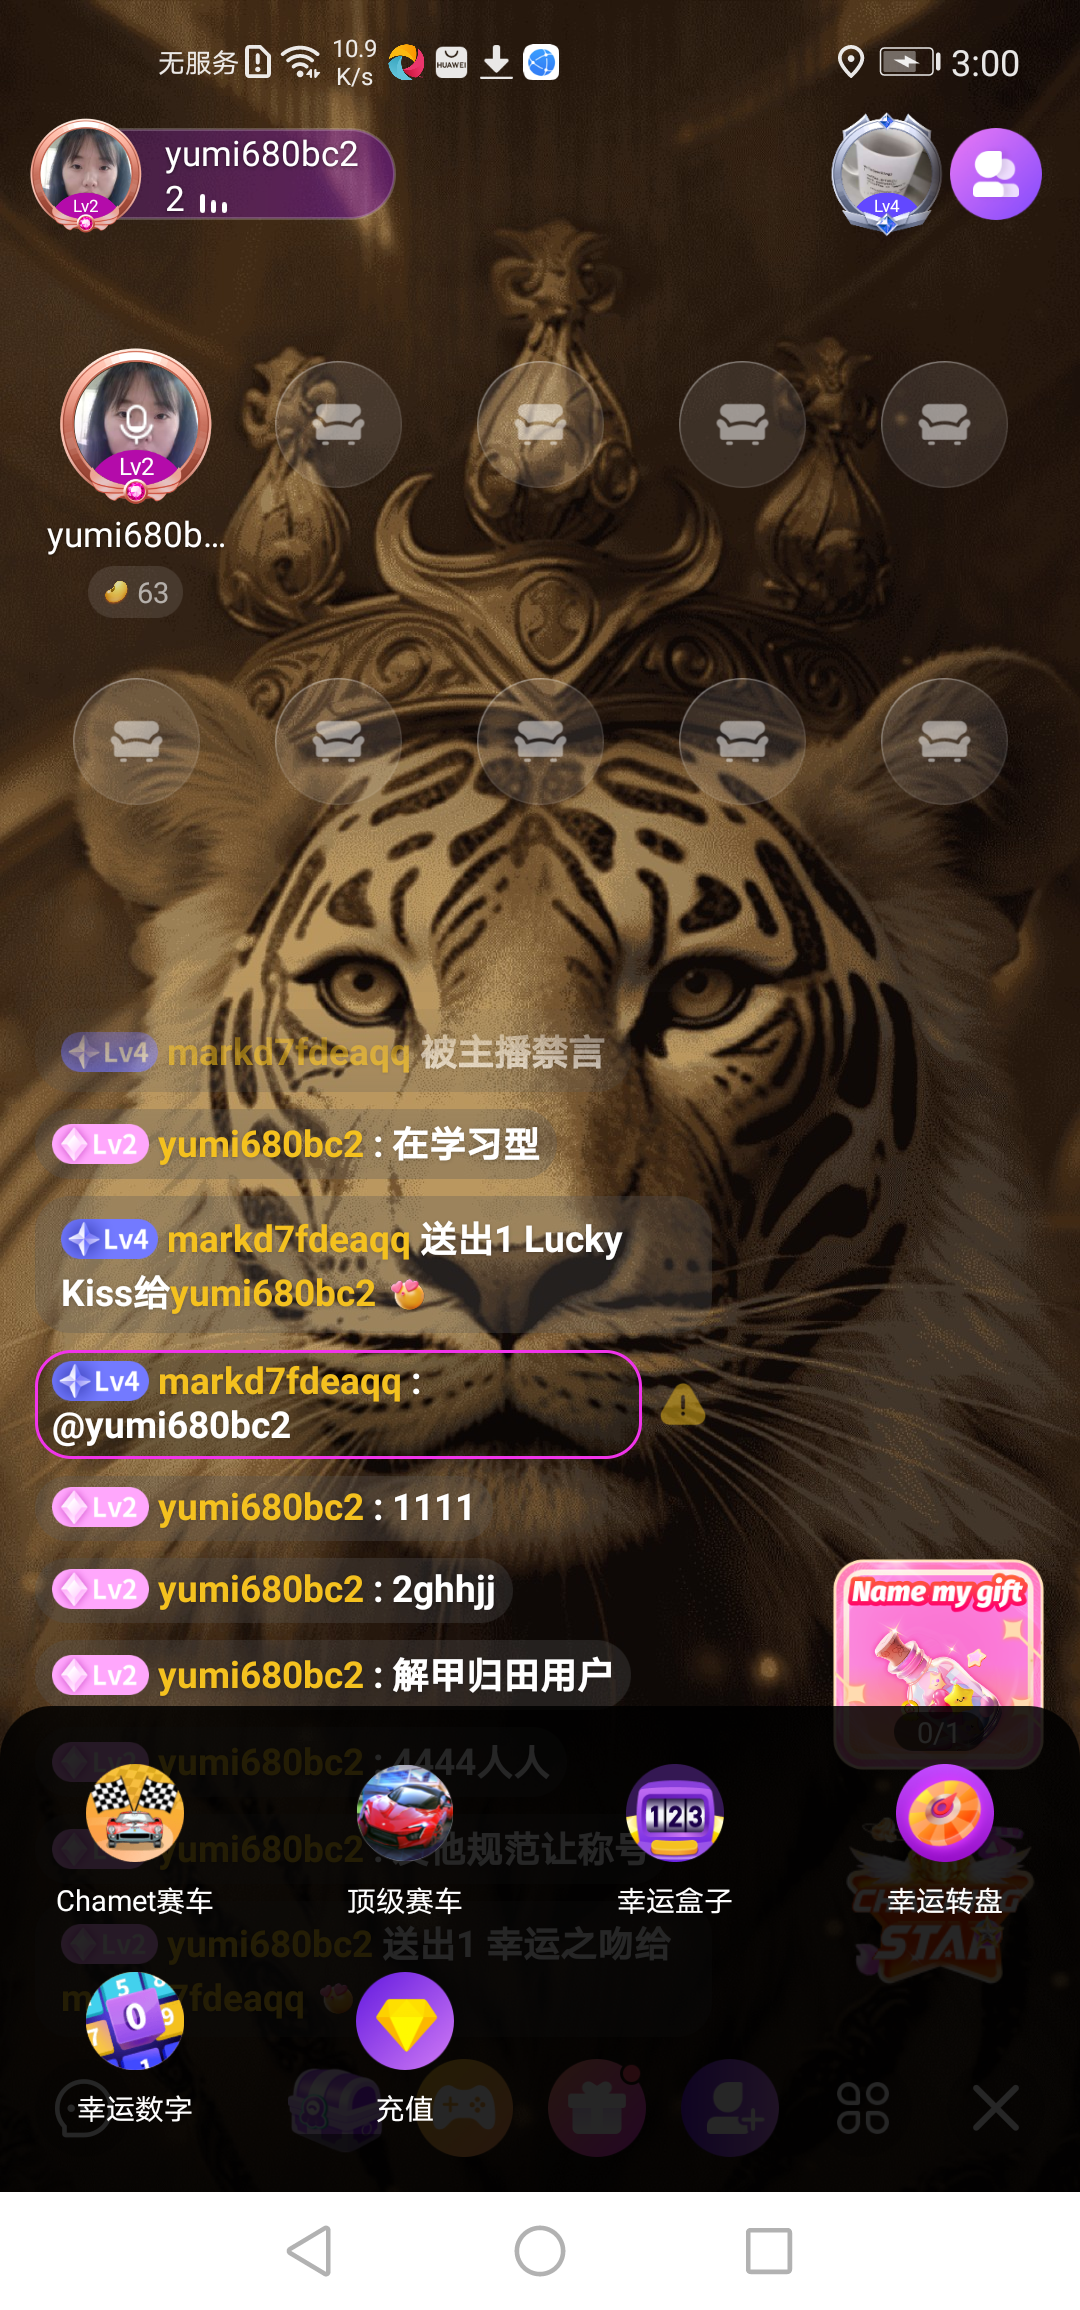 无服务
10.9
K/s
HUAWEI
3:00
yumi680bc2
2
Lv2
Lv4
Lv2
yumi680b...
63
Lv4 markd7fdeaqq 被主播禁言
Lv2 yumi680bc2 : 在学习型
Lv4 markd7fdeaqq 送出1 Lucky
Kiss给yumi680bc2
Lv4 markd7fdeaqq :
@yumi680bc2
Lv2 yumi680bc2 : 1111
Lv2 yumi680bc2 : 2ghhjj
Lv2 yumi680bc2 : 解甲归田用户
Name my gift
0/1
yumi680bc2 : 4444人人
123
Chamet赛车
顶级赛车
幸运盒子
幸运转盘
yumi680bc2 : 其他规范让称号
STAR
Lv2 yumi680bc2 送出1 幸运之吻给
幸运数字
充值